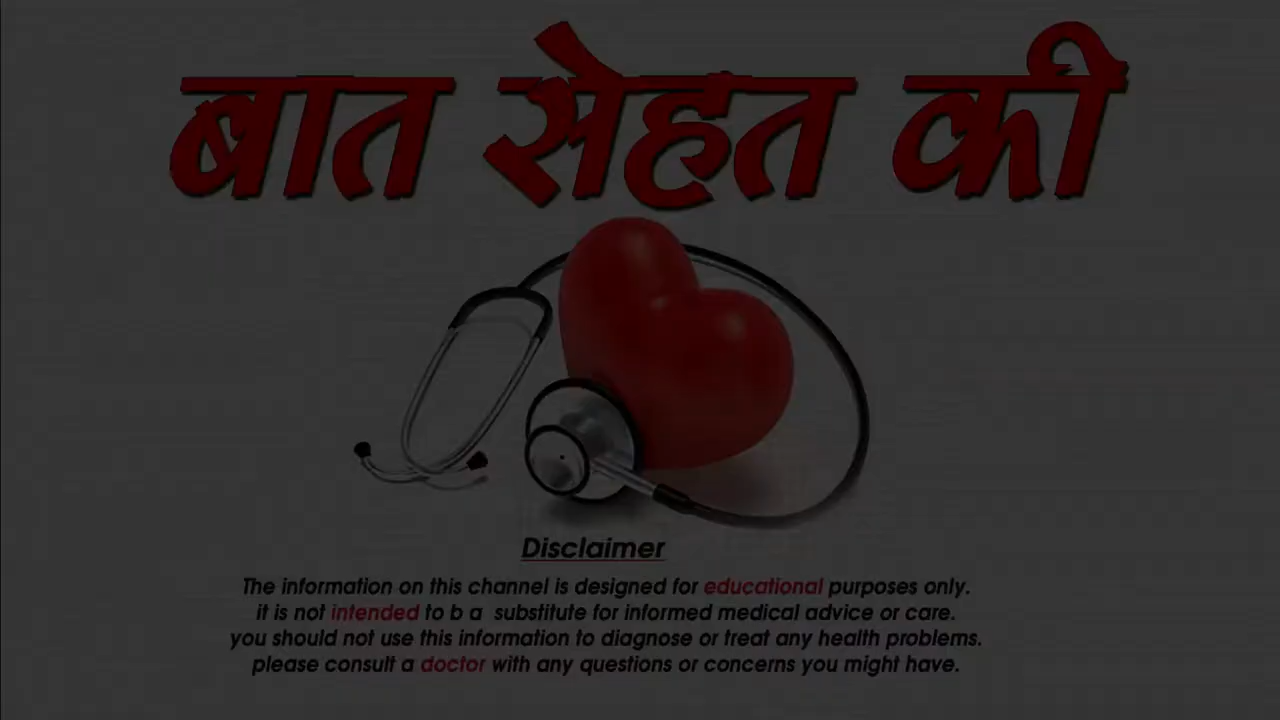 बात सेहत की
Disclaimer
The information on this channel is designed for educational purposes only.
it is not intended to b a substitute for informed medical advice or care.
you should not use this information to diagnose or treat any health problems.
please consult a doctor with any questions or concerns you might have.